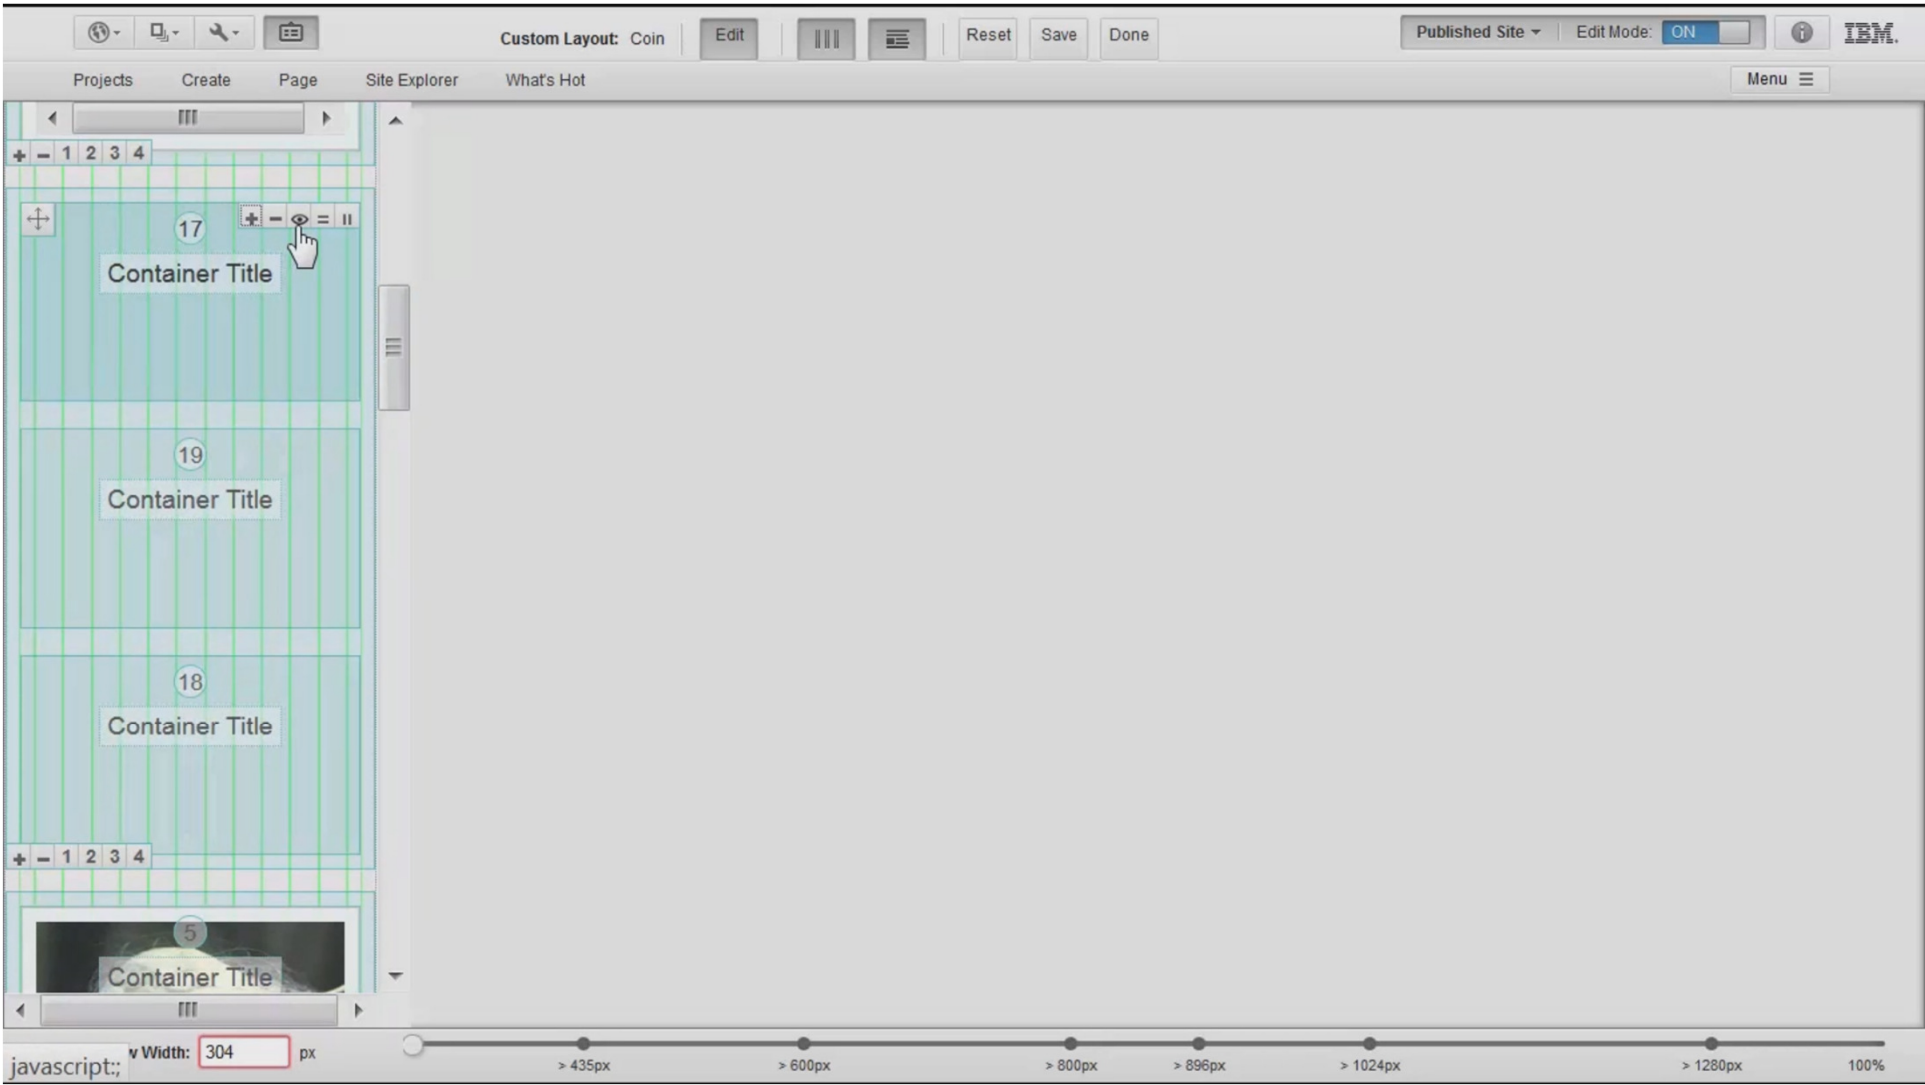 Custom Layout: Coin Edit Reset Save Done Published Site Edit Mode: ON IBM.
Projects Create Page Site Explorer What's Hot Menu
+ − 1 2 3 4
17 + − = II
Container Title
19
Container Title
18
Container Title
+ − 1 2 3 4
5
Container Title
javascript:; v Width: 304 px
> 435px > 600px > 800px > 896px > 1024px > 1280px 100%